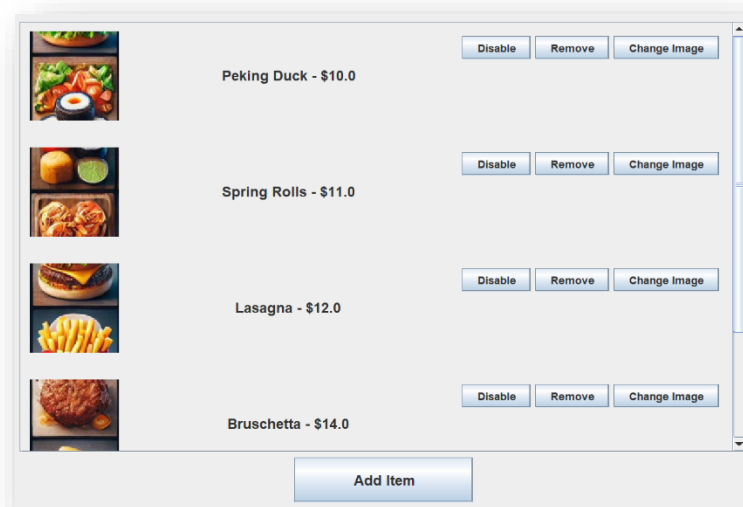 Disable Remove Change Image
Peking Duck - $10.0
Disable Remove Change Image
Spring Rolls - $11.0
Disable Remove Change Image
Lasagna - $12.0
Disable Remove Change Image
Bruschetta - $14.0
Add Item